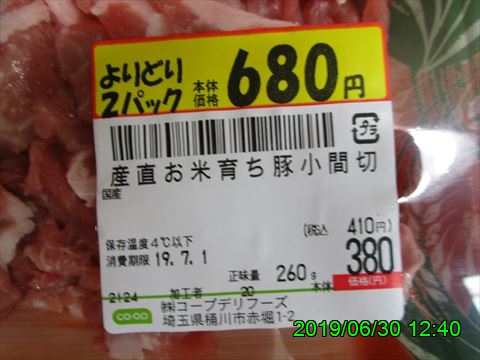 よりどり
2パック
本体
価格
680円
プラ
産直お米育ち豚小間切
国産
(税込 410円)
保存温度4℃以下
消費期限 19.7.1
380
正味量 260g
本体
価格(円)
2124
加工者 20
㈱コープデリフーズ
埼玉県桶川市赤堀1-2
CO·OP
2019/06/30 12:40